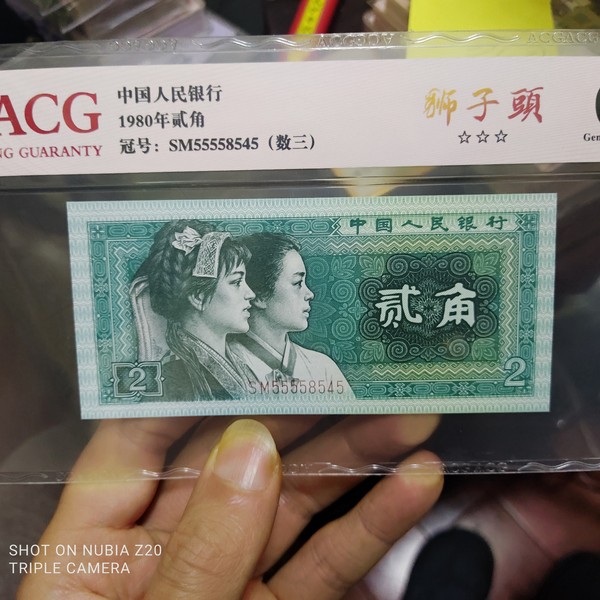 ACG
NG GUARANTY
中国人民银行
1980年贰角
冠号：SM55558545（数三）
狮子頭
☆☆☆
Gen
中国人民银行
贰角
2
SM55558545
2
SHOT ON NUBIA Z20
TRIPLE CAMERA